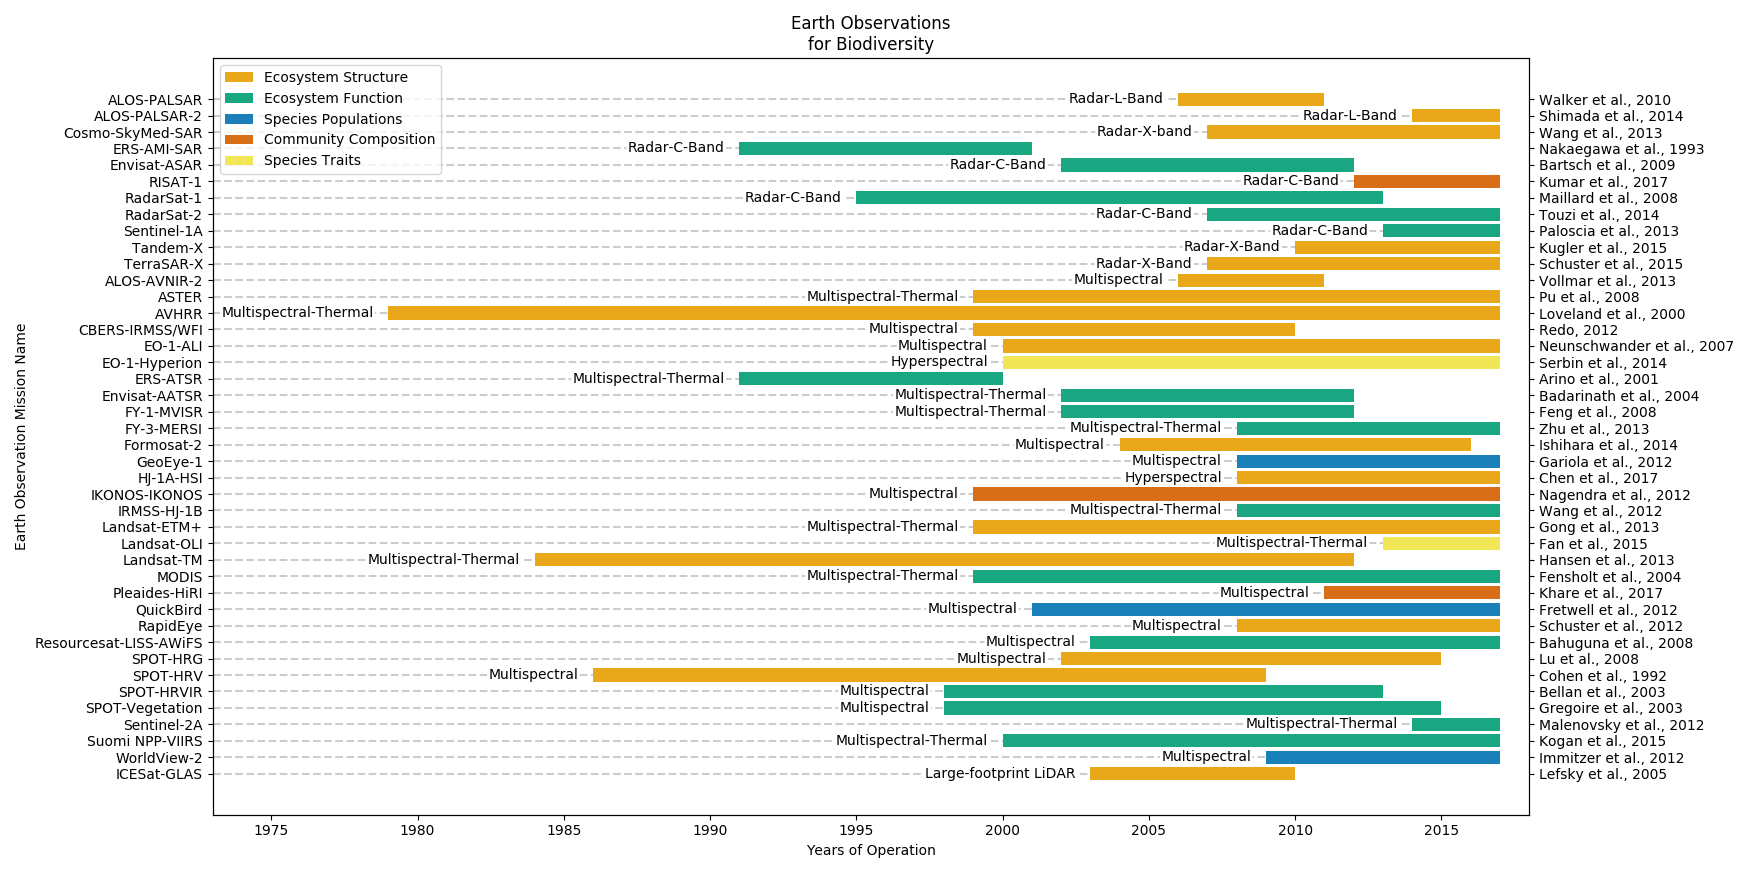 Earth Observations
for Biodiversity
Ecosystem Structure
Ecosystem Function
Species Populations
Community Composition
Species Traits
ALOS-PALSAR Radar-L-Band Walker et al., 2010
ALOS-PALSAR-2 Radar-L-Band Shimada et al., 2014
Cosmo-SkyMed-SAR Radar-X-band Wang et al., 2013
ERS-AMI-SAR Radar-C-Band Nakaegawa et al., 1993
Envisat-ASAR Radar-C-Band Bartsch et al., 2009
RISAT-1 Radar-C-Band Kumar et al., 2017
RadarSat-1 Radar-C-Band Maillard et al., 2008
RadarSat-2 Radar-C-Band Touzi et al., 2014
Sentinel-1A Radar-C-Band Paloscia et al., 2013
Tandem-X Radar-X-Band Kugler et al., 2015
TerraSAR-X Radar-X-Band Schuster et al., 2015
ALOS-AVNIR-2 Multispectral Vollmar et al., 2013
ASTER Multispectral-Thermal Pu et al., 2008
AVHRR Multispectral-Thermal Loveland et al., 2000
CBERS-IRMSS/WFI Multispectral Redo, 2012
EO-1-ALI Multispectral Neunschwander et al., 2007
EO-1-Hyperion Hyperspectral Serbin et al., 2014
ERS-ATSR Multispectral-Thermal Arino et al., 2001
Envisat-AATSR Multispectral-Thermal Badarinath et al., 2004
FY-1-MVISR Multispectral-Thermal Feng et al., 2008
FY-3-MERSI Multispectral-Thermal Zhu et al., 2013
Formosat-2 Multispectral Ishihara et al., 2014
GeoEye-1 Multispectral Gariola et al., 2012
HJ-1A-HSI Hyperspectral Chen et al., 2017
IKONOS-IKONOS Multispectral Nagendra et al., 2012
IRMSS-HJ-1B Multispectral-Thermal Wang et al., 2012
Landsat-ETM+ Multispectral-Thermal Gong et al., 2013
Landsat-OLI Multispectral-Thermal Fan et al., 2015
Landsat-TM Multispectral-Thermal Hansen et al., 2013
MODIS Multispectral-Thermal Fensholt et al., 2004
Pleaides-HiRI Multispectral Khare et al., 2017
QuickBird Multispectral Fretwell et al., 2012
RapidEye Multispectral Schuster et al., 2012
Resourcesat-LISS-AWiFS Multispectral Bahuguna et al., 2008
SPOT-HRG Multispectral Lu et al., 2008
SPOT-HRV Multispectral Cohen et al., 1992
SPOT-HRVIR Multispectral Bellan et al., 2003
SPOT-Vegetation Multispectral Gregoire et al., 2003
Sentinel-2A Multispectral-Thermal Malenovsky et al., 2012
Suomi NPP-VIIRS Multispectral-Thermal Kogan et al., 2015
WorldView-2 Multispectral Immitzer et al., 2012
ICESat-GLAS Large-footprint LiDAR Lefsky et al., 2005
Earth Observation Mission Name
1975 1980 1985 1990 1995 2000 2005 2010 2015
Years of Operation